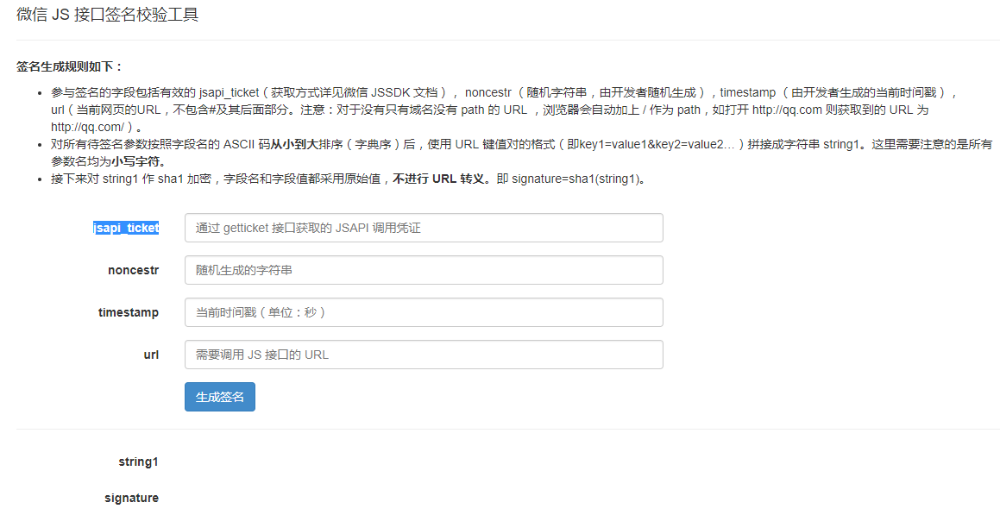 微信 JS 接口签名校验工具
签名生成规则如下：
参与签名的字段包括有效的 jsapi_ticket（获取方式详见微信 JSSDK 文档）， noncestr （随机字符串，由开发者随机生成），timestamp （由开发者生成的当前时间戳），
url（当前网页的URL，不包含#及其后面部分。注意：对于没有只有域名没有 path 的 URL ，浏览器会自动加上 / 作为 path，如打开 http://qq.com 则获取到的 URL 为
http://qq.com/）。
对所有待签名参数按照字段名的 ASCII 码从小到大排序（字典序）后，使用 URL 键值对的格式（即key1=value1&key2=value2…）拼接成字符串 string1。这里需要注意的是所有
参数名均为小写字符。
接下来对 string1 作 sha1 加密，字段名和字段值都采用原始值，不进行 URL 转义。即 signature=sha1(string1)。
jsapi_ticket 通过 getticket 接口获取的 JSAPI 调用凭证
noncestr 随机生成的字符串
timestamp 当前时间戳（单位：秒）
url 需要调用 JS 接口的 URL
生成签名
string1
signature